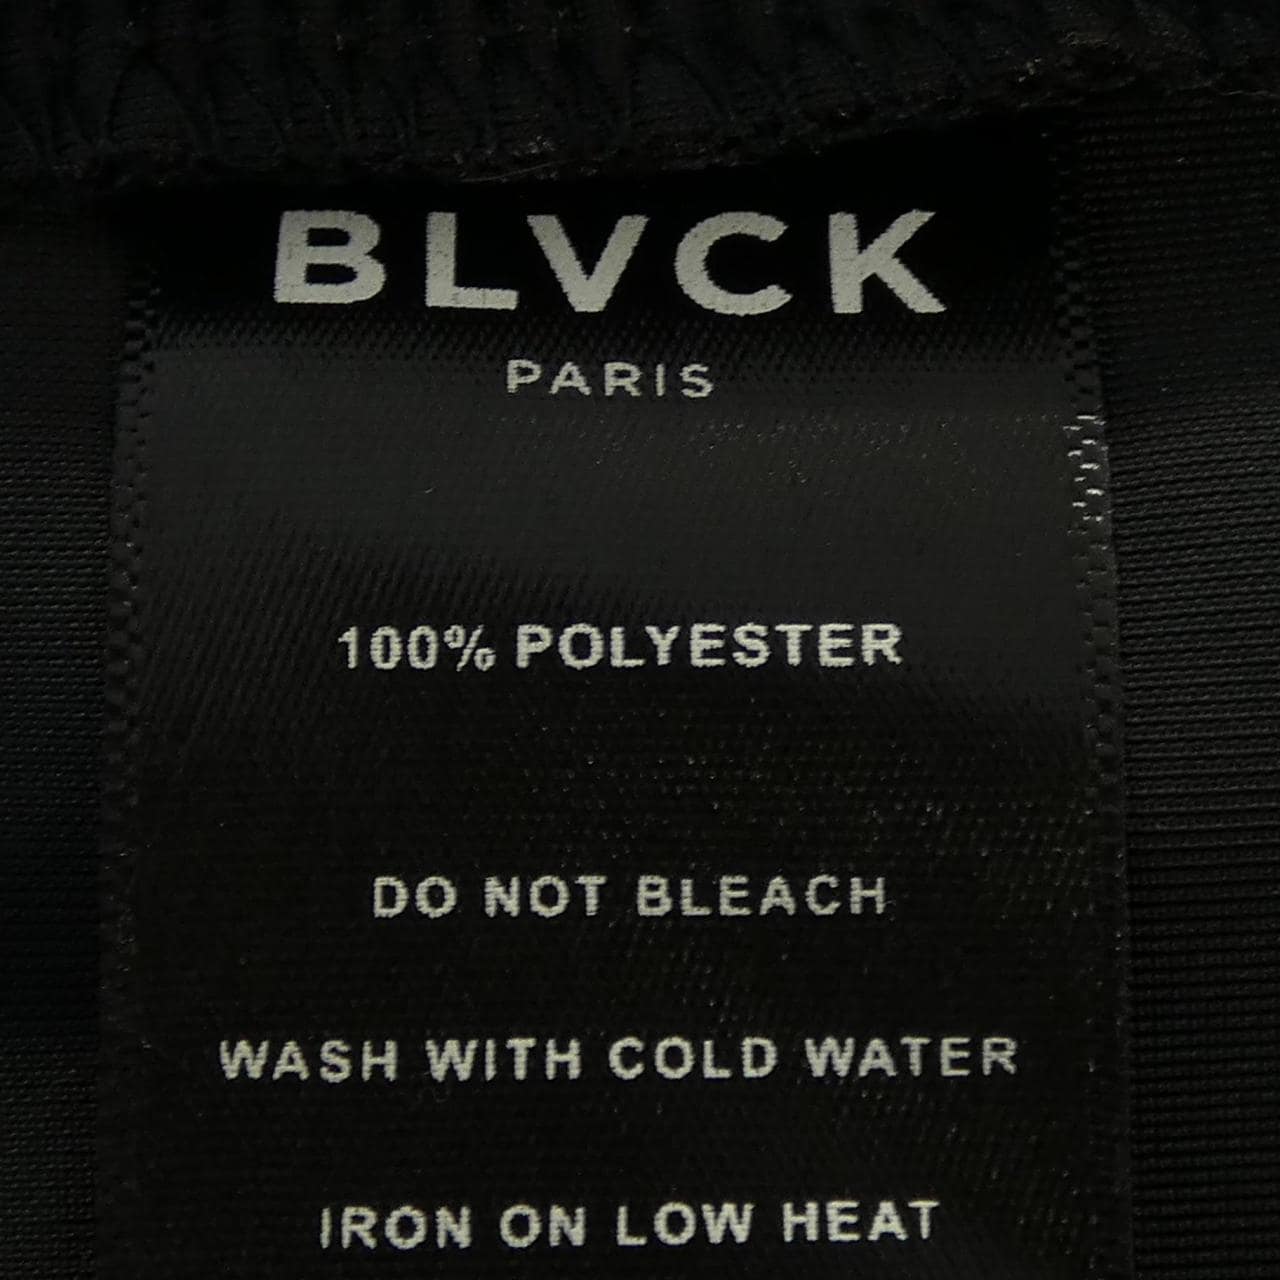 BLVCK
PARIS
100% POLYESTER
DO NOT BLEACH
WASH WITH COLD WATER
IRON ON LOW HEAT